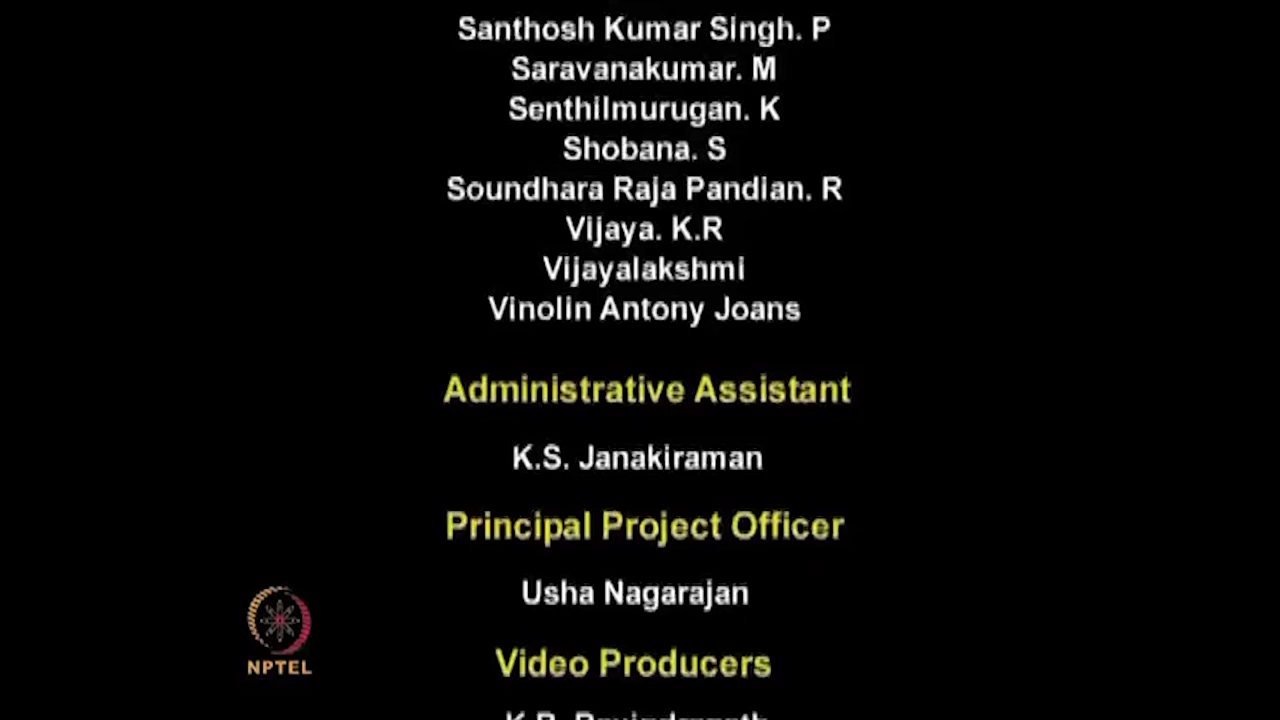 Santhosh Kumar Singh. P
Saravanakumar. M
Senthilmurugan. K
Shobana. S
Soundhara Raja Pandian. R
Vijaya. K.R
Vijayalakshmi
Vinolin Antony Joans
Administrative Assistant
K.S. Janakiraman
Principal Project Officer
Usha Nagarajan
NPTEL
Video Producers